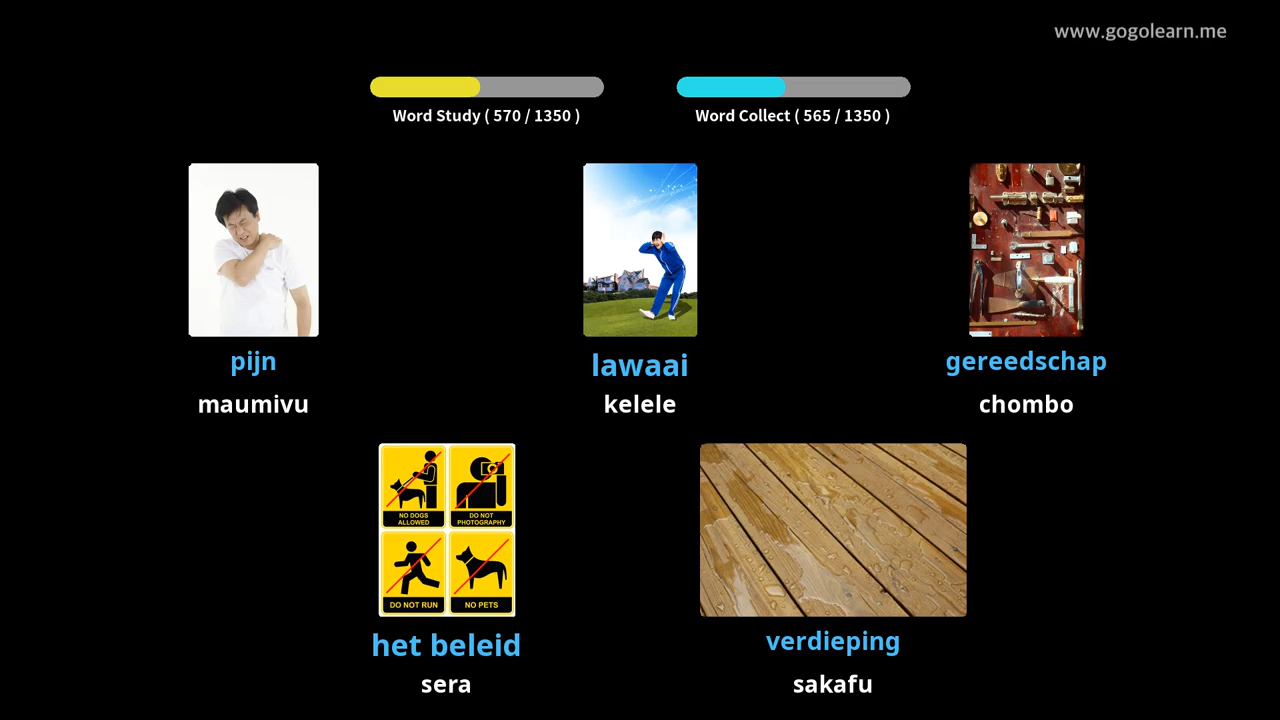 www.gogolearn.me
Word Study ( 570 / 1350 )
Word Collect ( 565 / 1350 )
pijn
lawaai
gereedschap
maumivu
kelele
chombo
NO DOGS
ALLOWED
DO NOT
PHOTOGRAPHY
DO NOT RUN
NO PETS
het beleid
verdieping
sera
sakafu